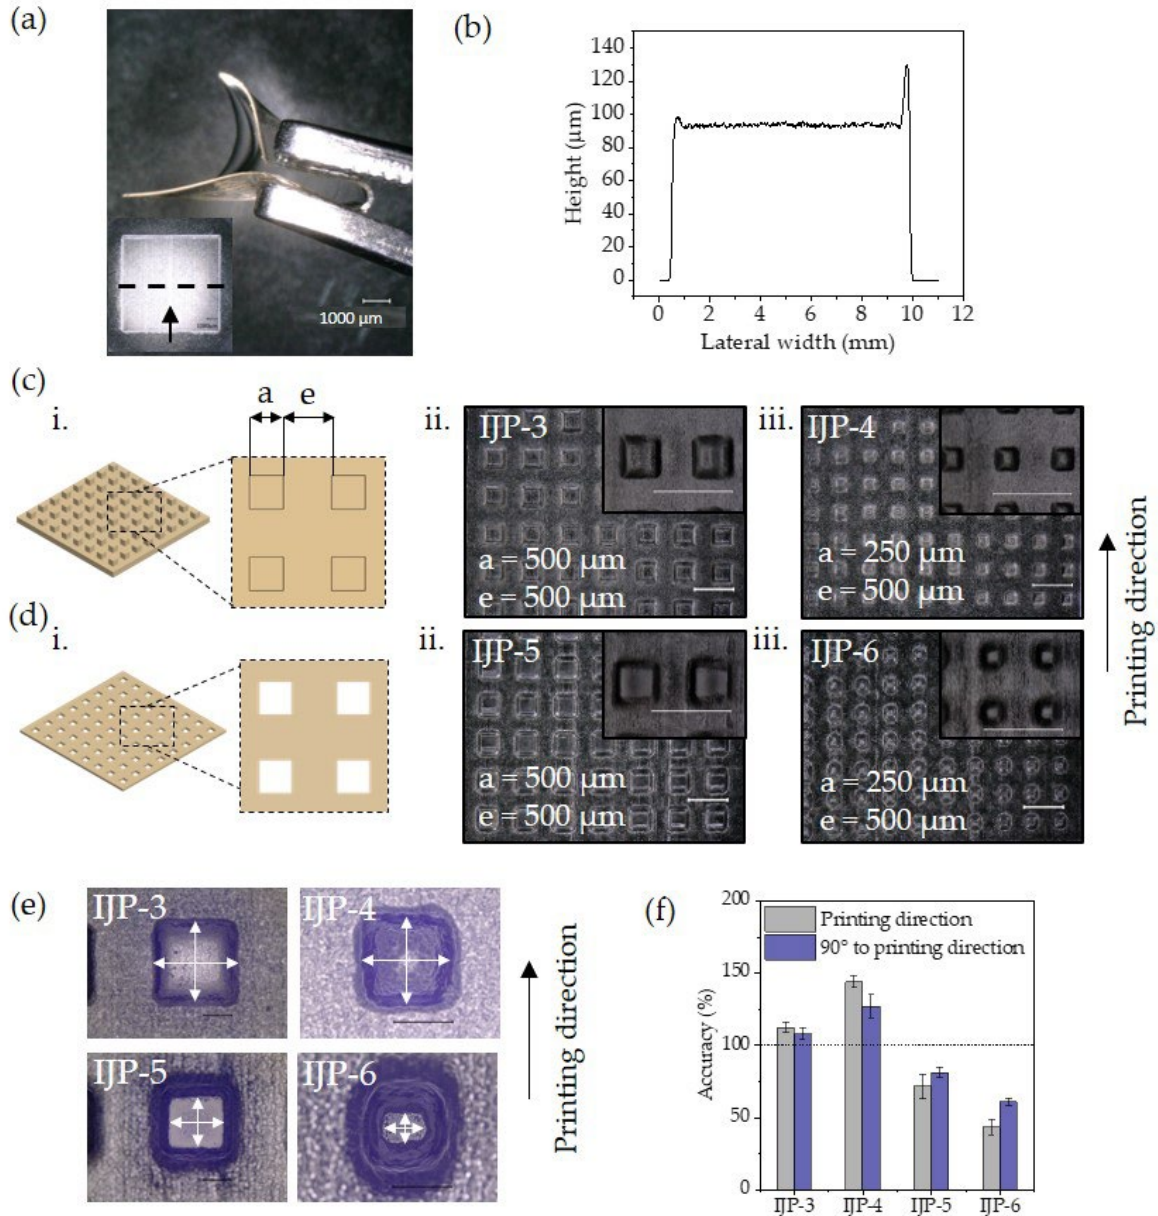 (a)
1000 µm
(b)
140
120
100
80
60
40
20
0
Height (µm)
0 2 4 6 8 10 12
Lateral width (mm)
(c)
i.
a e
ii.
IJP-3
a = 500 µm
e = 500 µm
iii.
IJP-4
a = 250 µm
e = 500 µm
(d)
i.
ii.
IJP-5
a = 500 µm
e = 500 µm
iii.
IJP-6
a = 250 µm
e = 500 µm
Printing direction
(e)
IJP-3
IJP-4
IJP-5
IJP-6
Printing direction
(f)
200
150
100
50
0
Accuracy (%)
Printing direction
90° to printing direction
IJP-3 IJP-4 IJP-5 IJP-6